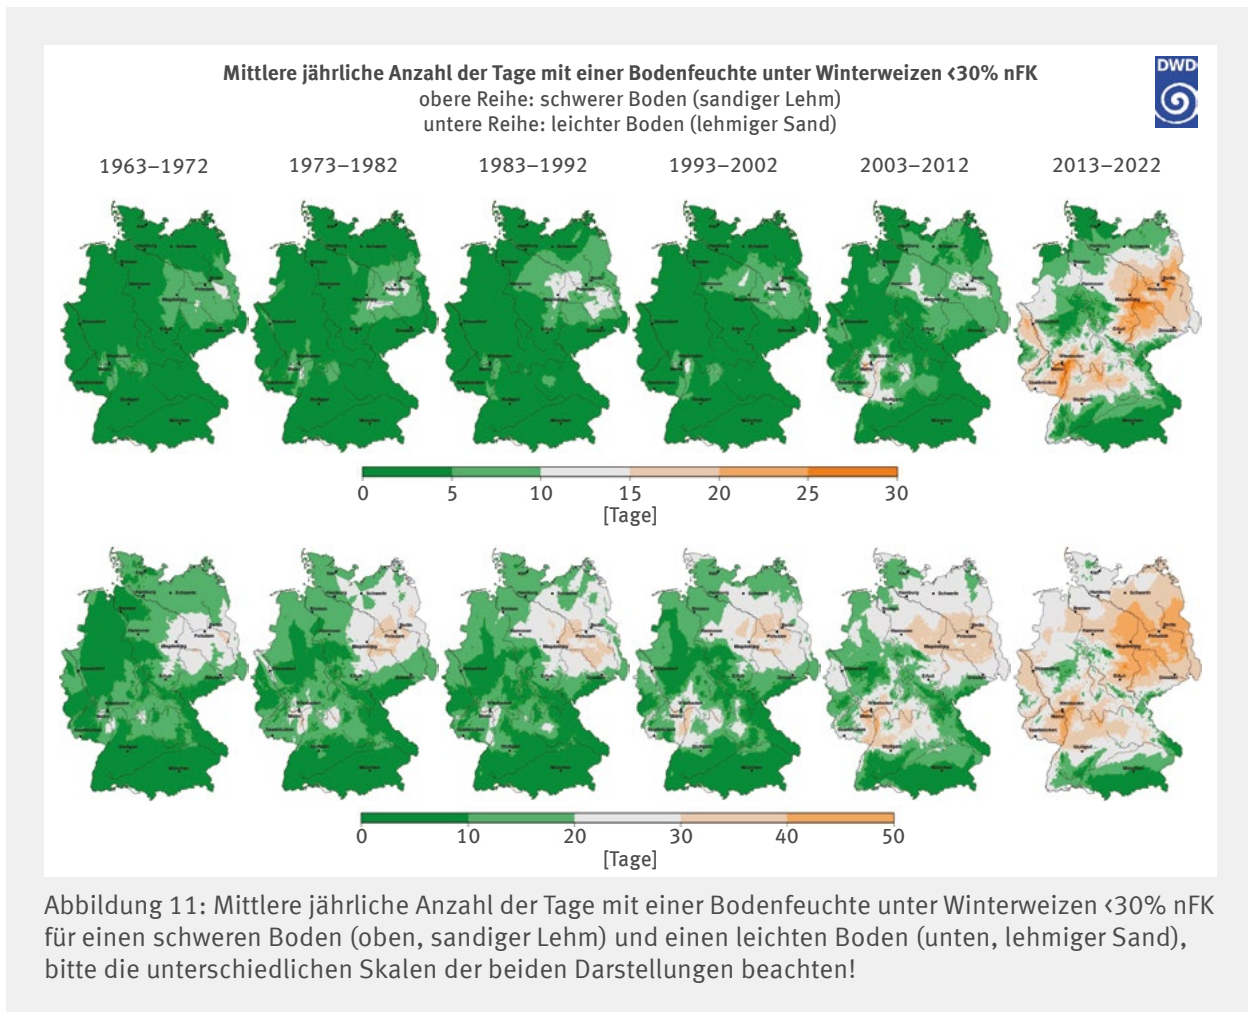 Mittlere jährliche Anzahl der Tage mit einer Bodenfeuchte unter Winterweizen <30% nFK
obere Reihe: schwerer Boden (sandiger Lehm)
untere Reihe: leichter Boden (lehmiger Sand)
DWD
1963–1972 1973–1982 1983–1992 1993–2002 2003–2012 2013–2022
0 5 10 15 20 25 30
[Tage]
0 10 20 30 40 50
[Tage]
Abbildung 11: Mittlere jährliche Anzahl der Tage mit einer Bodenfeuchte unter Winterweizen <30% nFK
für einen schweren Boden (oben, sandiger Lehm) und einen leichten Boden (unten, lehmiger Sand),
bitte die unterschiedlichen Skalen der beiden Darstellungen beachten!